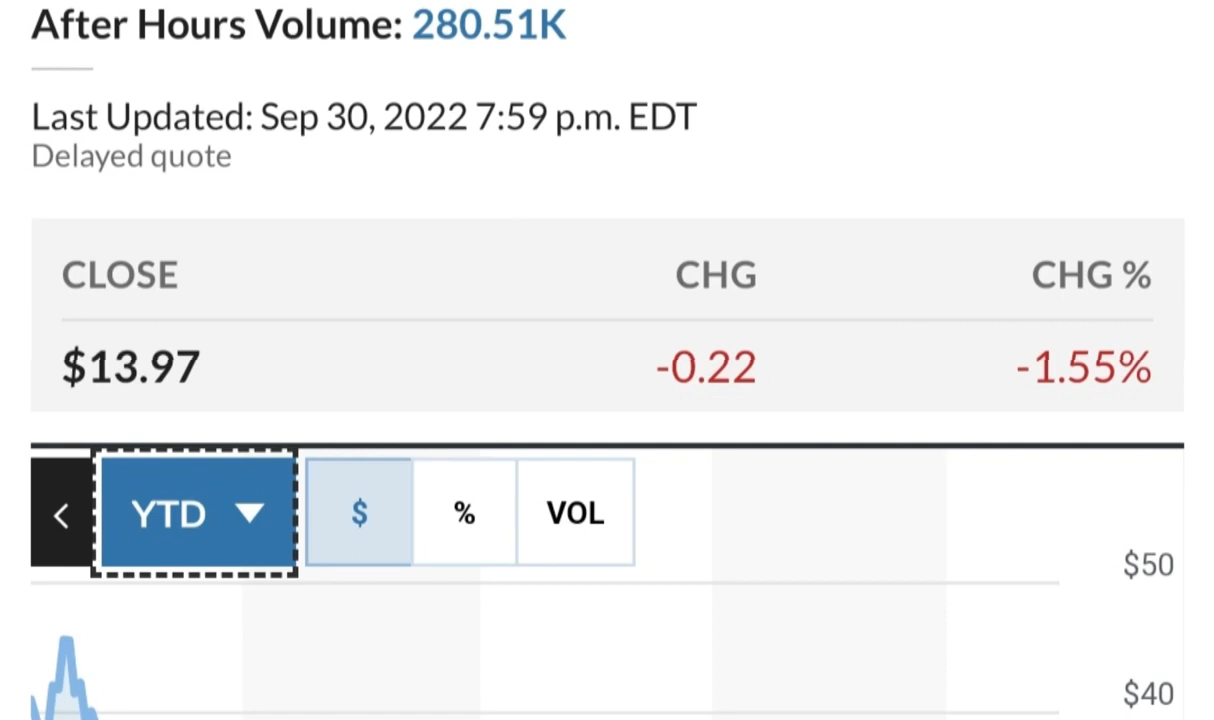 After Hours Volume: 280.51K
Last Updated: Sep 30, 2022 7:59 p.m. EDT
Delayed quote
CLOSE CHG CHG %
$13.97 -0.22 -1.55%
YTD $ % VOL
$50
$40